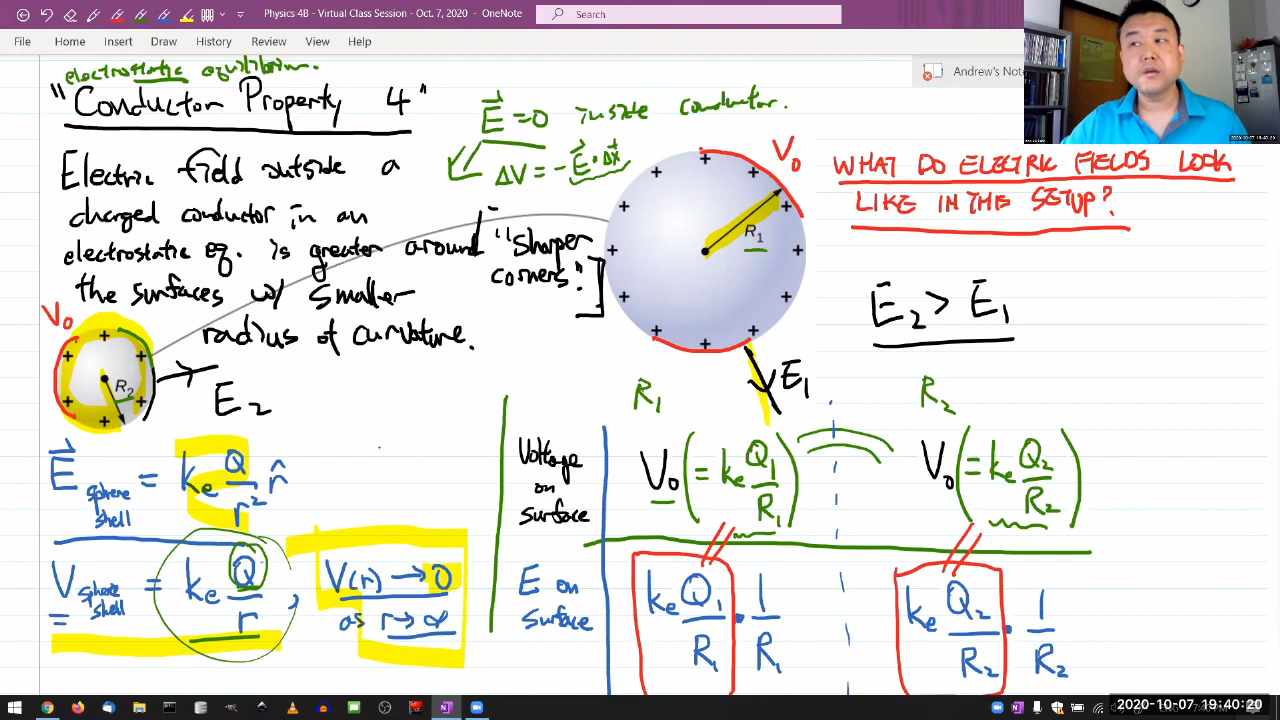 Physics 4B - Virtual Class Session - Oct. 7, 2020
Search
File Home Insert Draw History Review View Help
Andrew's Note
electrostatic equilibrium.
"Conductor Property 4"
Electric field outside a
charged conductor in an
electrostatic eq. is greater around "sharper
corners."
the surfaces w/ smaller
radius of curvature.
E⃗ = 0 inside conductor.
ΔV = -E⃗ · Δx⃗
V₀
R₁
WHAT DO ELECTRIC FIELDS LOOK
LIKE IN THIS SETUP?
E₂ > E₁
V₀
R₂
E₂
E₁
E⃗ sphere shell = kₑ Q/r² r̂
V sphere shell = kₑ Q/r , V(r) → 0
as r → ∞
R₁ R₂
Voltage on surface V₀ (= kₑ Q₁/R₁) V₀ (= kₑ Q₂/R₂)
E on surface kₑ Q₁/R₁ · 1/R₁ kₑ Q₂/R₂ · 1/R₂
2020-10-07 19:40:20